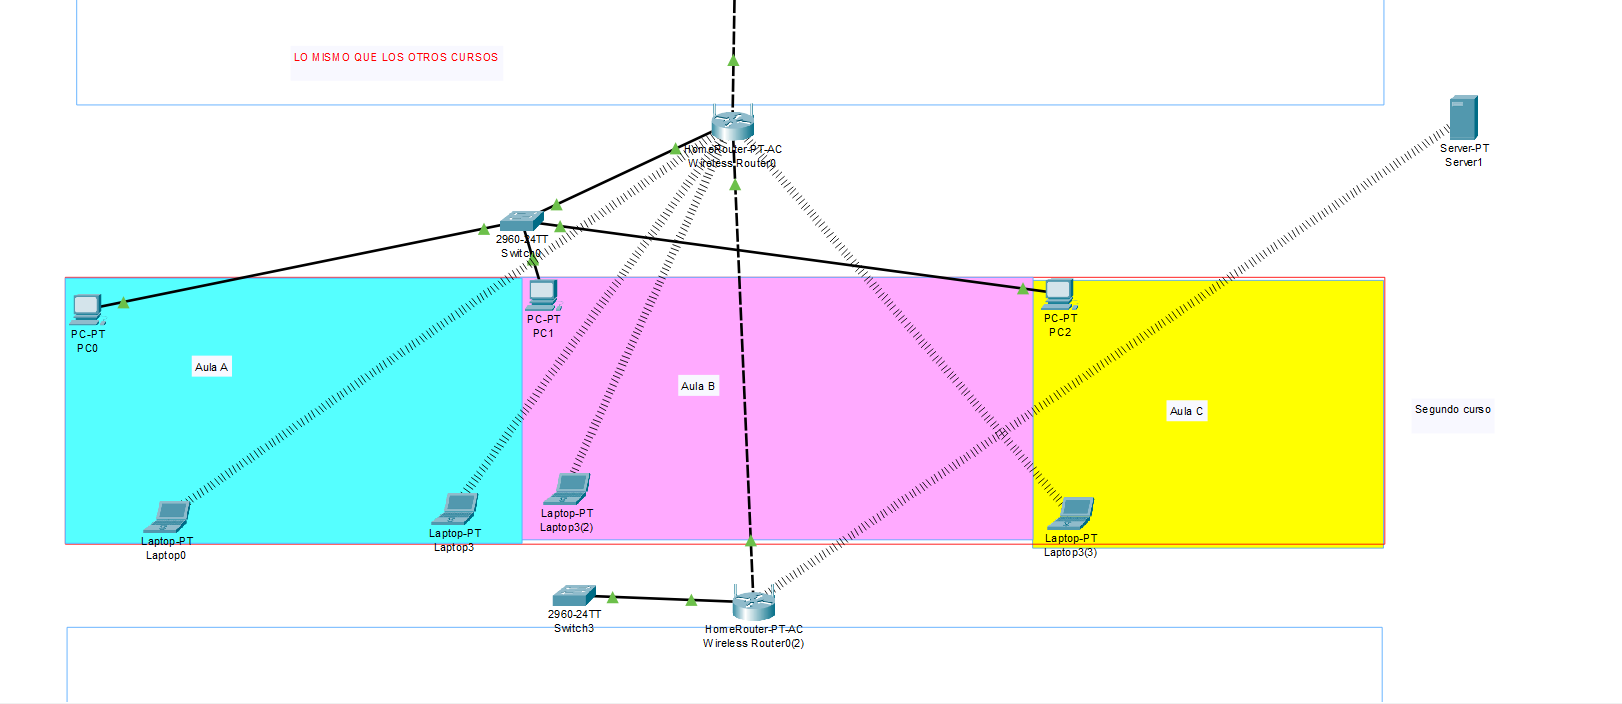 LO MISMO QUE LOS OTROS CURSOS
HomeRouter-PT-AC
Wireless Router0
Server-PT
Server1
2960-24TT
Switch0
PC-PT
PC0
PC-PT
PC1
PC-PT
PC2
Aula A
Aula B
Aula C
Segundo curso
Laptop-PT
Laptop0
Laptop-PT
Laptop3
Laptop-PT
Laptop3(2)
Laptop-PT
Laptop3(3)
2960-24TT
Switch3
HomeRouter-PT-AC
Wireless Router0(2)